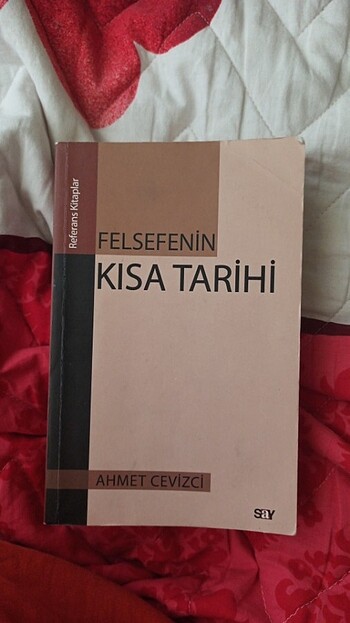 Referans Kitaplar
FELSEFENİN
KISA TARİHİ
AHMET CEVİZCİ
say